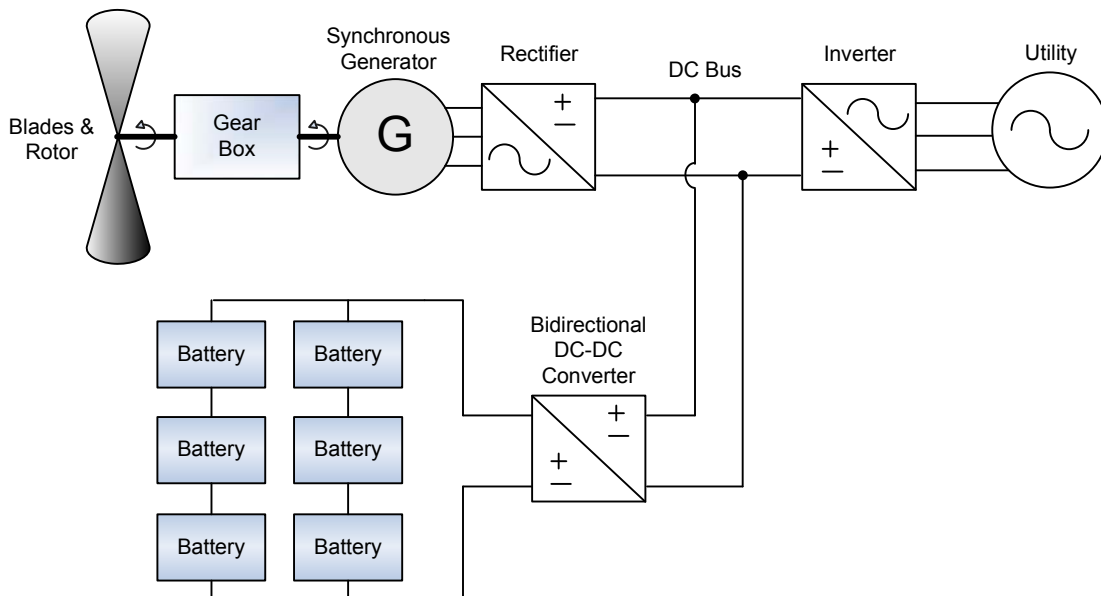 Synchronous
Generator
Rectifier
DC Bus
Inverter
Utility
Blades &
Rotor
Gear
Box
G
+
−
+
−
Bidirectional
DC-DC
Converter
+
−
+
−
Battery
Battery
Battery
Battery
Battery
Battery